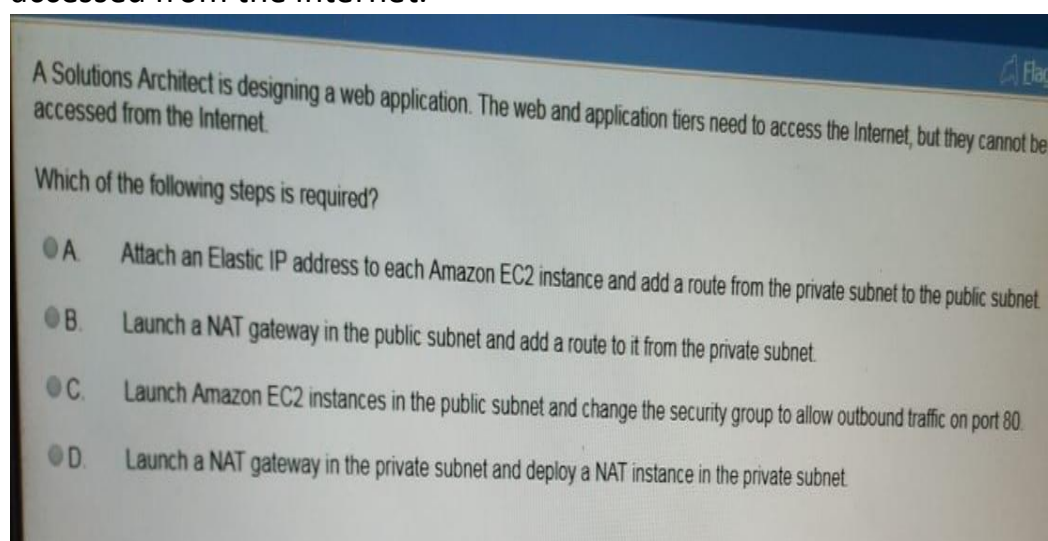 A Solutions Architect is designing a web application. The web and application tiers need to access the Internet, but they cannot be
accessed from the Internet.
Which of the following steps is required?
A. Attach an Elastic IP address to each Amazon EC2 instance and add a route from the private subnet to the public subnet.
B. Launch a NAT gateway in the public subnet and add a route to it from the private subnet.
C. Launch Amazon EC2 instances in the public subnet and change the security group to allow outbound traffic on port 80.
D. Launch a NAT gateway in the private subnet and deploy a NAT instance in the private subnet.